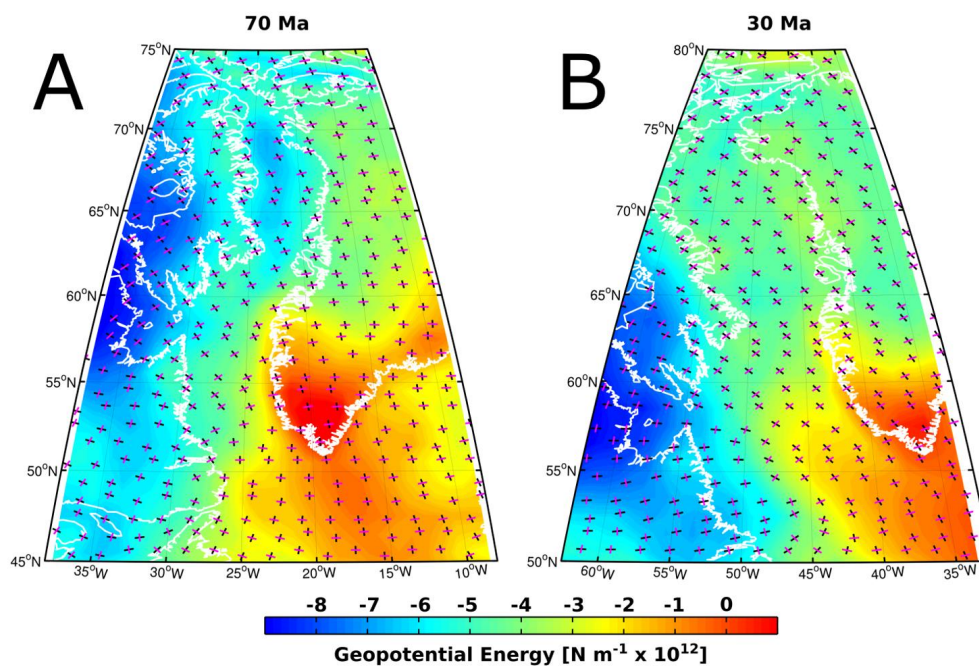 70 Ma
30 Ma
A
B
75°N
70°N
65°N
60°N
55°N
50°N
45°N
35°W
30°W
25°W
20°W
15°W
10°W
80°N
75°N
70°N
65°N
60°N
55°N
50°N
60°W
55°W
50°W
45°W
40°W
35°W
-8 -7 -6 -5 -4 -3 -2 -1 0
Geopotential Energy [N m⁻¹ x 10¹²]